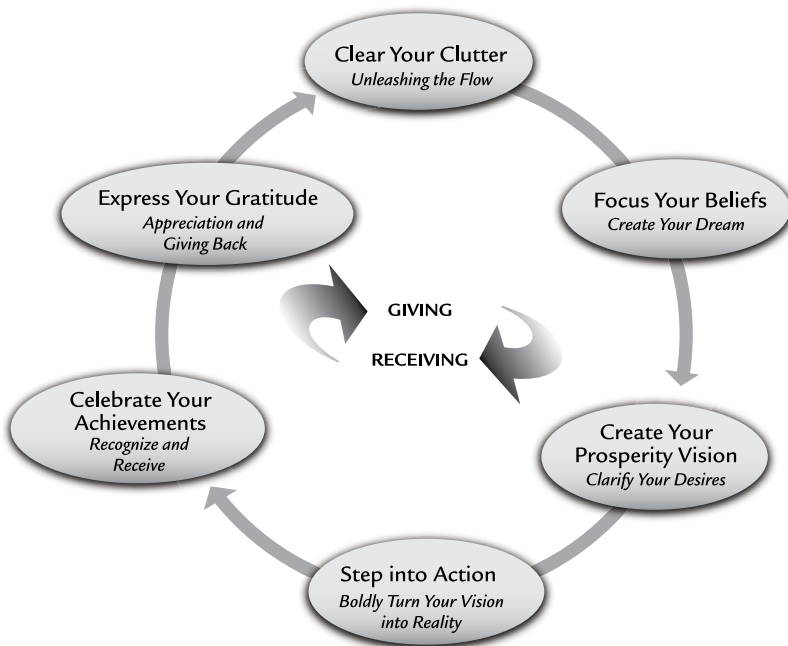 Clear Your Clutter
Unleashing the Flow
Focus Your Beliefs
Create Your Dream
Create Your
Prosperity Vision
Clarify Your Desires
Step into Action
Boldly Turn Your Vision
into Reality
Celebrate Your
Achievements
Recognize and
Receive
Express Your Gratitude
Appreciation and
Giving Back
GIVING
RECEIVING